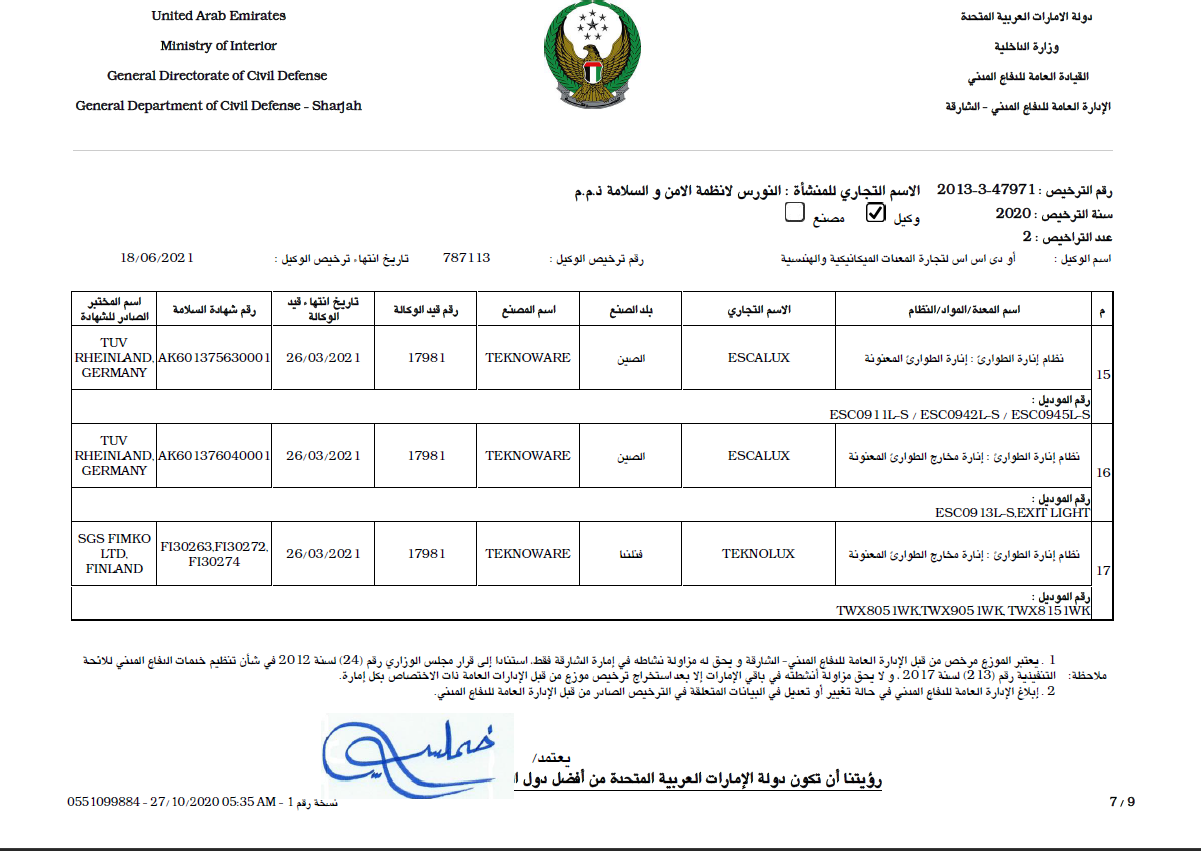 United Arab Emirates
Ministry of Interior
General Directorate of Civil Defense
General Department of Civil Defense - Sharjah
دولة الامارات العربية المتحدة
وزارة الداخلية
القيادة العامة للدفاع المدني
الإدارة العامة للدفاع المدني - الشارقة
رقم الترخيص : 2013-3-47971 الاسم التجاري للمنشأة : النورس لانظمة الامن و السلامة ذ.م.م
سنة الترخيص : 2020 وكيل مصنع
عدد التراخيص : 2
اسم الوكيل : أو دى اس اس لتجارة المعدات الميكانيكية والهندسية رقم ترخيص الوكيل : 787113 تاريخ انتهاء ترخيص الوكيل : 18/06/2021
م اسم المعدة/المواد/النظام الاسم التجاري بلد الصنع اسم المصنع رقم قيد الوكالة تاريخ انتهاء قيد الوكالة رقم شهادة السلامة اسم المختبر الصادر للشهادة
15 نظام إنارة الطوارئ : إنارة الطوارئ المعنونة ESCALUX الصين TEKNOWARE 17981 26/03/2021 AK601375630001 TUV RHEINLAND, GERMANY
رقم الموديل :
ESC0911L-S / ESC0942L-S / ESC0945L-S
16 نظام إنارة الطوارئ : إنارة مخارج الطوارئ المعنونة ESCALUX الصين TEKNOWARE 17981 26/03/2021 AK601376040001 TUV RHEINLAND, GERMANY
رقم الموديل :
ESC0913L-S,EXIT LIGHT
17 نظام إنارة الطوارئ : إنارة مخارج الطوارئ المعنونة TEKNOLUX فنلندا TEKNOWARE 17981 26/03/2021 FI30263,FI30272, FI30274 SGS FIMKO LTD, FINLAND
رقم الموديل :
TWX8051WK,TWX9051WK, TWX8151WK
ملاحظة:
1 . يعتبر الموزع مرخص من قبل الإدارة العامة للدفاع المدني- الشارقة و يحق له مزاولة نشاطه في إمارة الشارقة فقط. استنادا إلى قرار مجلس الوزاري رقم (24) لسنة 2012 في شأن تنظيم خدمات الدفاع المدني للائحة
التنفيذية رقم (213) لسنة 2017 . و لا يحق مزاولة أنشطته في باقي الإمارات إلا بعد استخراج ترخيص موزع من قبل الإدارات العامة ذات الاختصاص بكل إمارة.
2 . إبلاغ الإدارة العامة للدفاع المدني في حالة تغيير أو تعديل في البيانات المتعلقة في الترخيص الصادر من قبل الإدارة العامة للدفاع المدني.
يعتمد/
رؤيتنا أن تكون دولة الإمارات العربية المتحدة من أفضل دول
0551099884 - 27/10/2020 05:35 AM - نسخة رقم 1
7 / 9